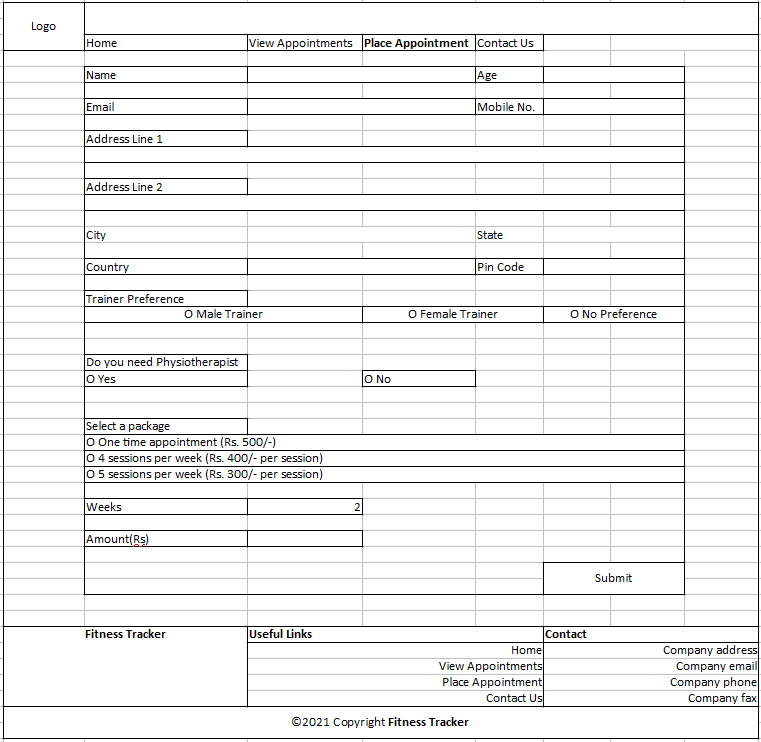 Logo
Home View Appointments Place Appointment Contact Us
Name Age
Email Mobile No.
Address Line 1
Address Line 2
City State
Country Pin Code
Trainer Preference
O Male Trainer O Female Trainer O No Preference
Do you need Physiotherapist
O Yes O No
Select a package
O One time appointment (Rs. 500/-)
O 4 sessions per week (Rs. 400/- per session)
O 5 sessions per week (Rs. 300/- per session)
Weeks 2
Amount(Rs)
Submit
Fitness Tracker Useful Links Contact
Home Company address
View Appointments Company email
Place Appointment Company phone
Contact Us Company fax
©2021 Copyright Fitness Tracker